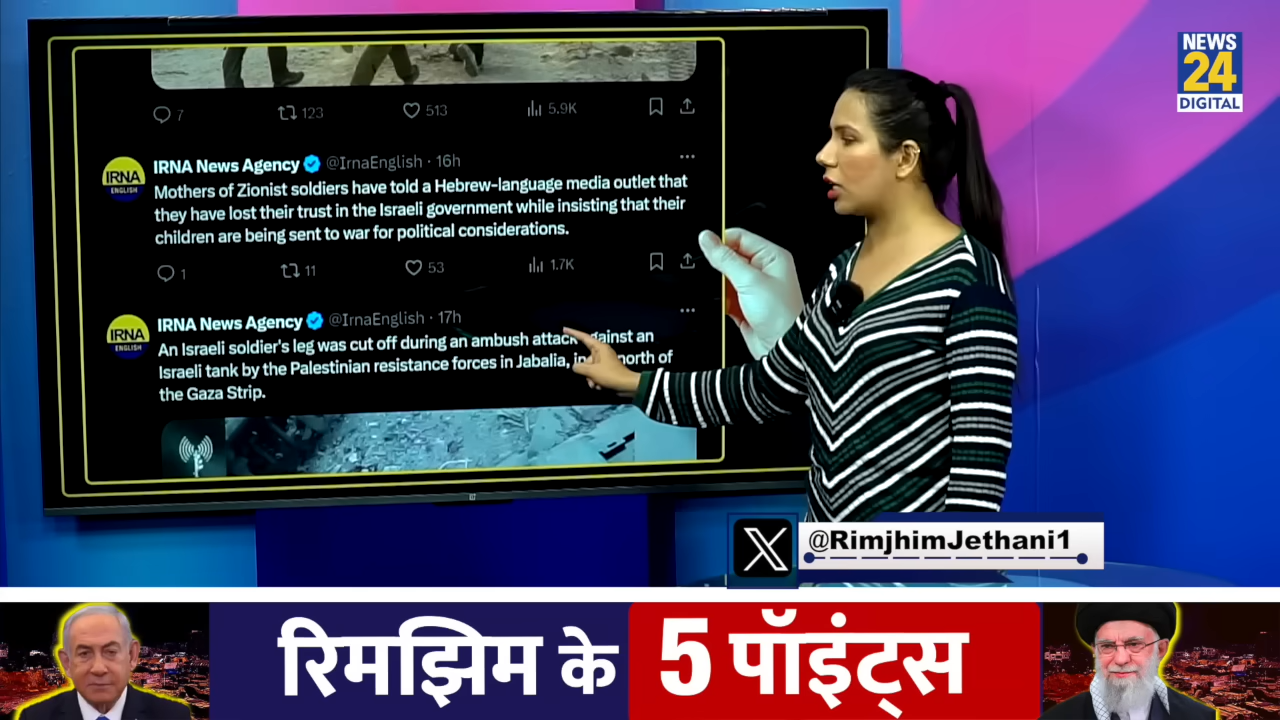 NEWS
24
DIGITAL
7 123 513 5.9K
IRNA
ENGLISH
IRNA News Agency @IrnaEnglish · 16h
Mothers of Zionist soldiers have told a Hebrew-language media outlet that
they have lost their trust in the Israeli government while insisting that their
children are being sent to war for political considerations.
1 11 53 1.7K
IRNA
ENGLISH
IRNA News Agency @IrnaEnglish · 17h
An Israeli soldier's leg was cut off during an ambush attack against an
Israeli tank by the Palestinian resistance forces in Jabalia, in north of
the Gaza Strip.
X @RimjhimJethani1
रिमझिम के 5 पॉइंट्स